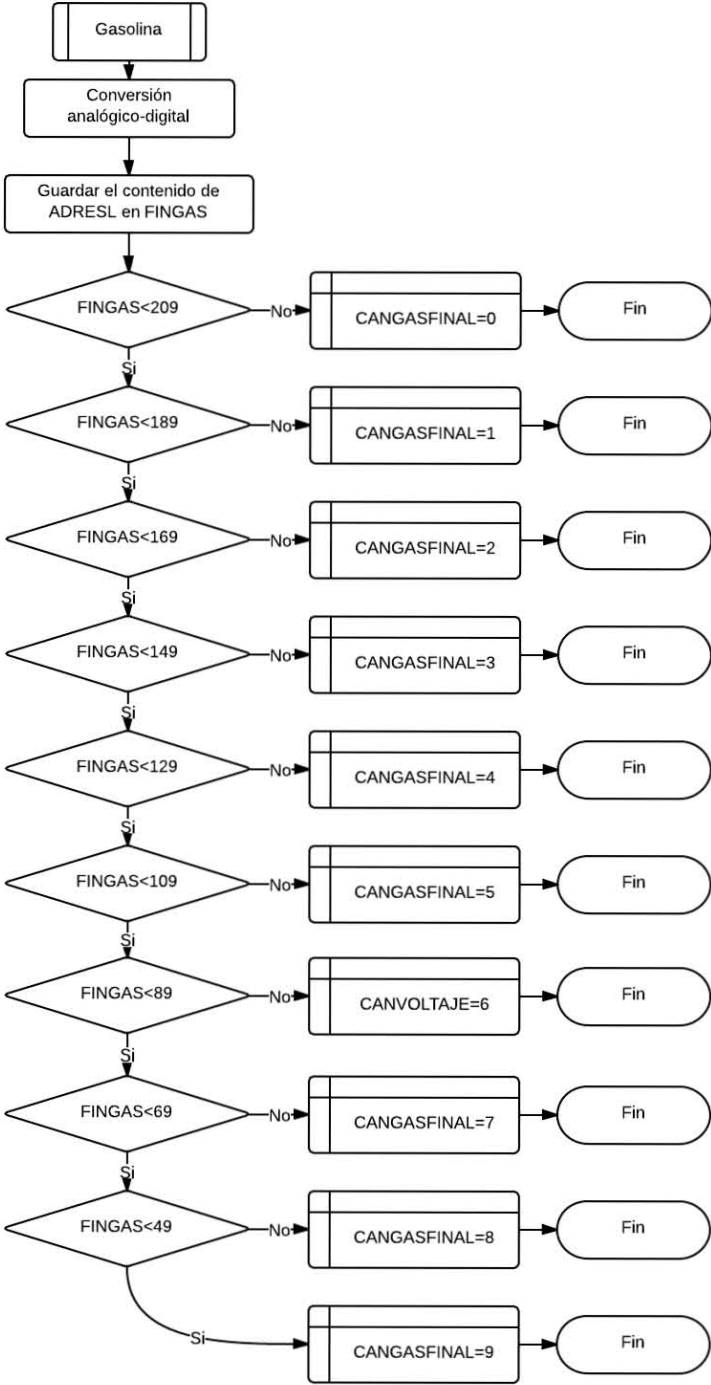 Gasolina
Conversión
analógico-digital
Guardar el contenido de
ADRESL en FINGAS
FINGAS<209
No
CANGASFINAL=0
Fin
Si
FINGAS<189
No
CANGASFINAL=1
Fin
Si
FINGAS<169
No
CANGASFINAL=2
Fin
Si
FINGAS<149
No
CANGASFINAL=3
Fin
Si
FINGAS<129
No
CANGASFINAL=4
Fin
Si
FINGAS<109
No
CANGASFINAL=5
Fin
Si
FINGAS<89
No
CANVOLTAJE=6
Fin
Si
FINGAS<69
No
CANGASFINAL=7
Fin
Si
FINGAS<49
No
CANGASFINAL=8
Fin
Si
CANGASFINAL=9
Fin